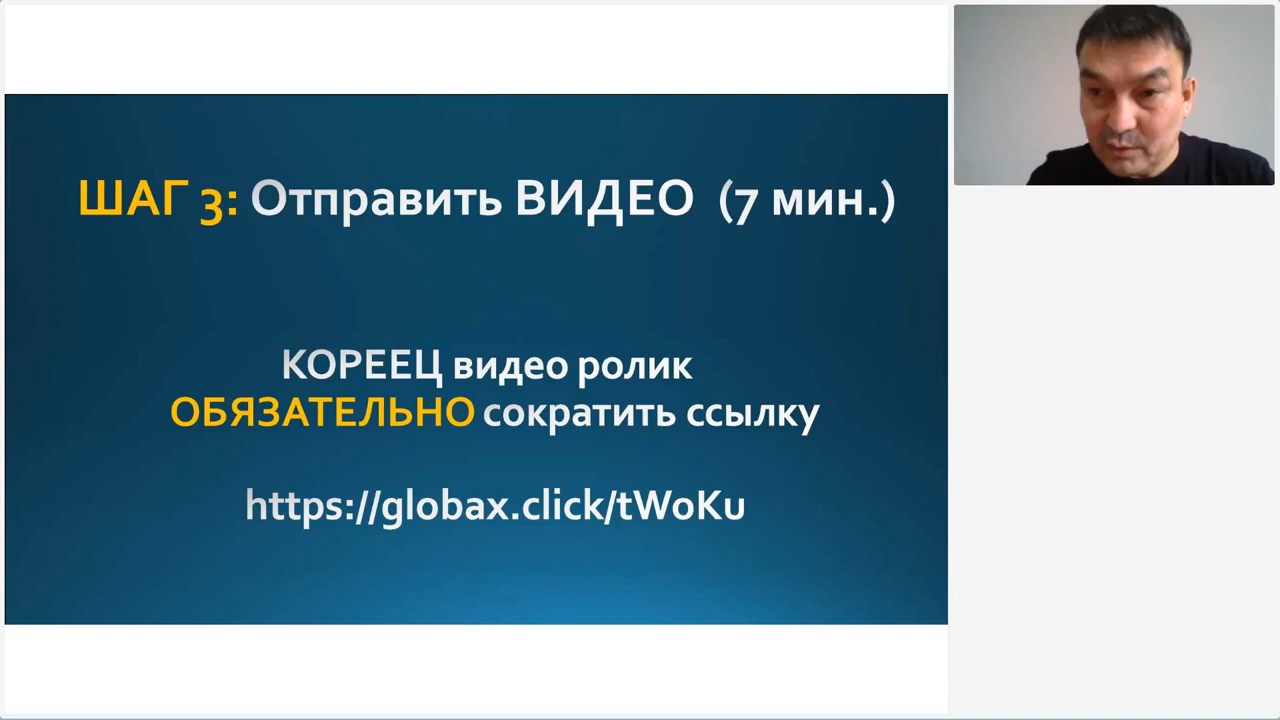 ШАГ 3: Отправить ВИДЕО (7 мин.)
КОРЕЕЦ видео ролик
ОБЯЗАТЕЛЬНО сократить ссылку
https://globax.click/tWoKu